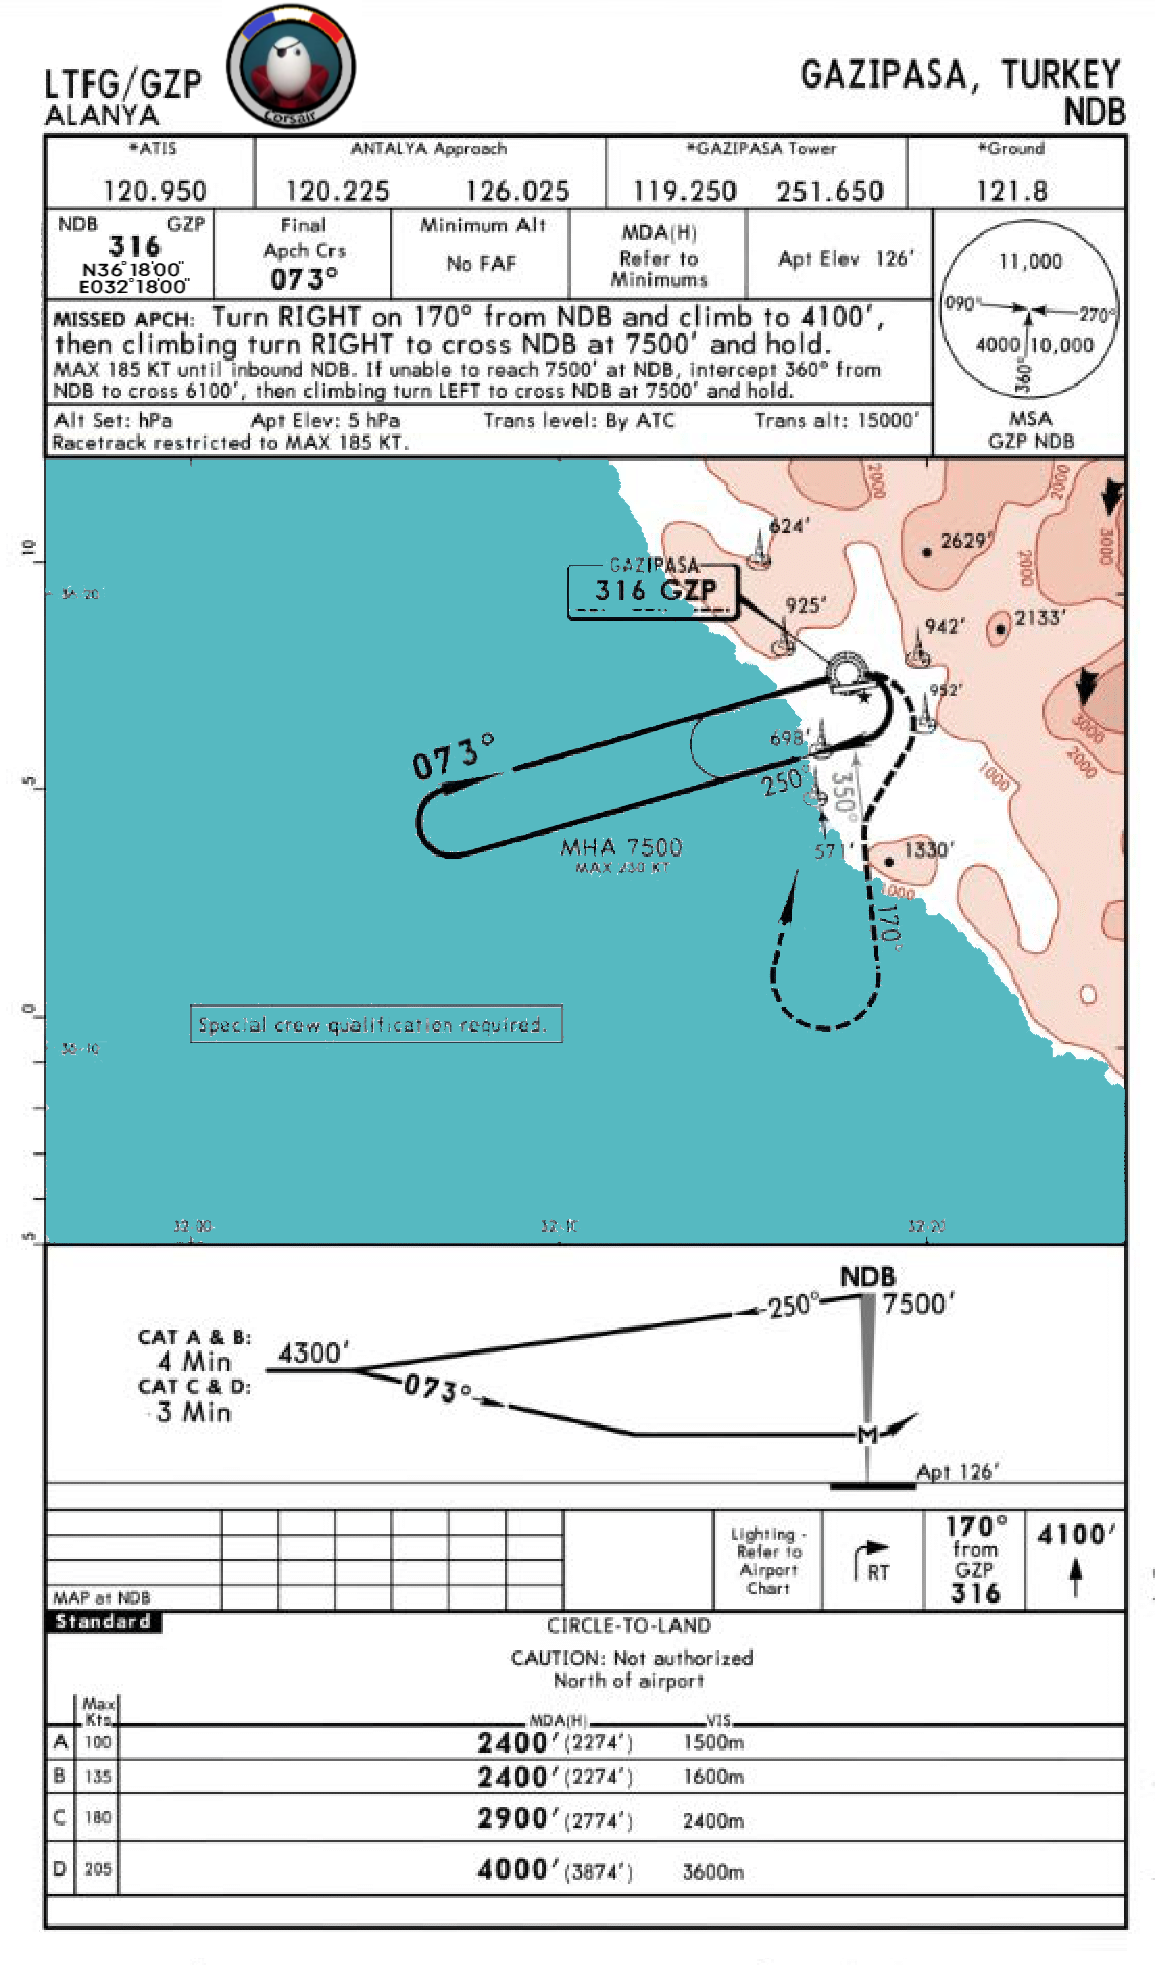 LTFG/GZP
ALANYA
Corsair
GAZIPASA, TURKEY
NDB
*ATIS
120.950
ANTALYA Approach
120.225 126.025
*GAZIPASA Tower
119.250 251.650
*Ground
121.8
NDB GZP
316
N36°18'00"
E032°18'00"
Final
Apch Crs
073°
Minimum Alt
No FAF
MDA(H)
Refer to
Minimums
Apt Elev 126'
11,000
090°
270°
4000 10,000
360°
MSA
GZP NDB
MISSED APCH: Turn RIGHT on 170° from NDB and climb to 4100',
then climbing turn RIGHT to cross NDB at 7500' and hold.
MAX 185 KT until inbound NDB. If unable to reach 7500' at NDB, intercept 360° from
NDB to cross 6100', then climbing turn LEFT to cross NDB at 7500' and hold.
Alt Set: hPa Apt Elev: 5 hPa Trans level: By ATC Trans alt: 15000'
Racetrack restricted to MAX 185 KT.
2000
2000
3000
624'
2629'
2000
10
36-20
GAZIPASA
316 GZP
925'
942'
2133'
952'
3000
2000
073°
698'
250°
350°
1000
5
MHA 7500
MAX 230 KT
571'
1330'
1000
170°
0
Special crew qualification required.
36-10
5
32-00
32-10
32-20
NDB
7500'
250°
CAT A & B:
4 Min
CAT C & D:
3 Min
4300'
073°
M
Apt 126'
MAP at NDB
Lighting -
Refer to
Airport
Chart
RT
170°
from
GZP
316
4100'
Standard
CIRCLE-TO-LAND
CAUTION: Not authorized
North of airport
Max
Kts
MDA(H) VIS
A 100 2400'(2274') 1500m
B 135 2400'(2274') 1600m
C 180 2900'(2774') 2400m
D 205 4000'(3874') 3600m